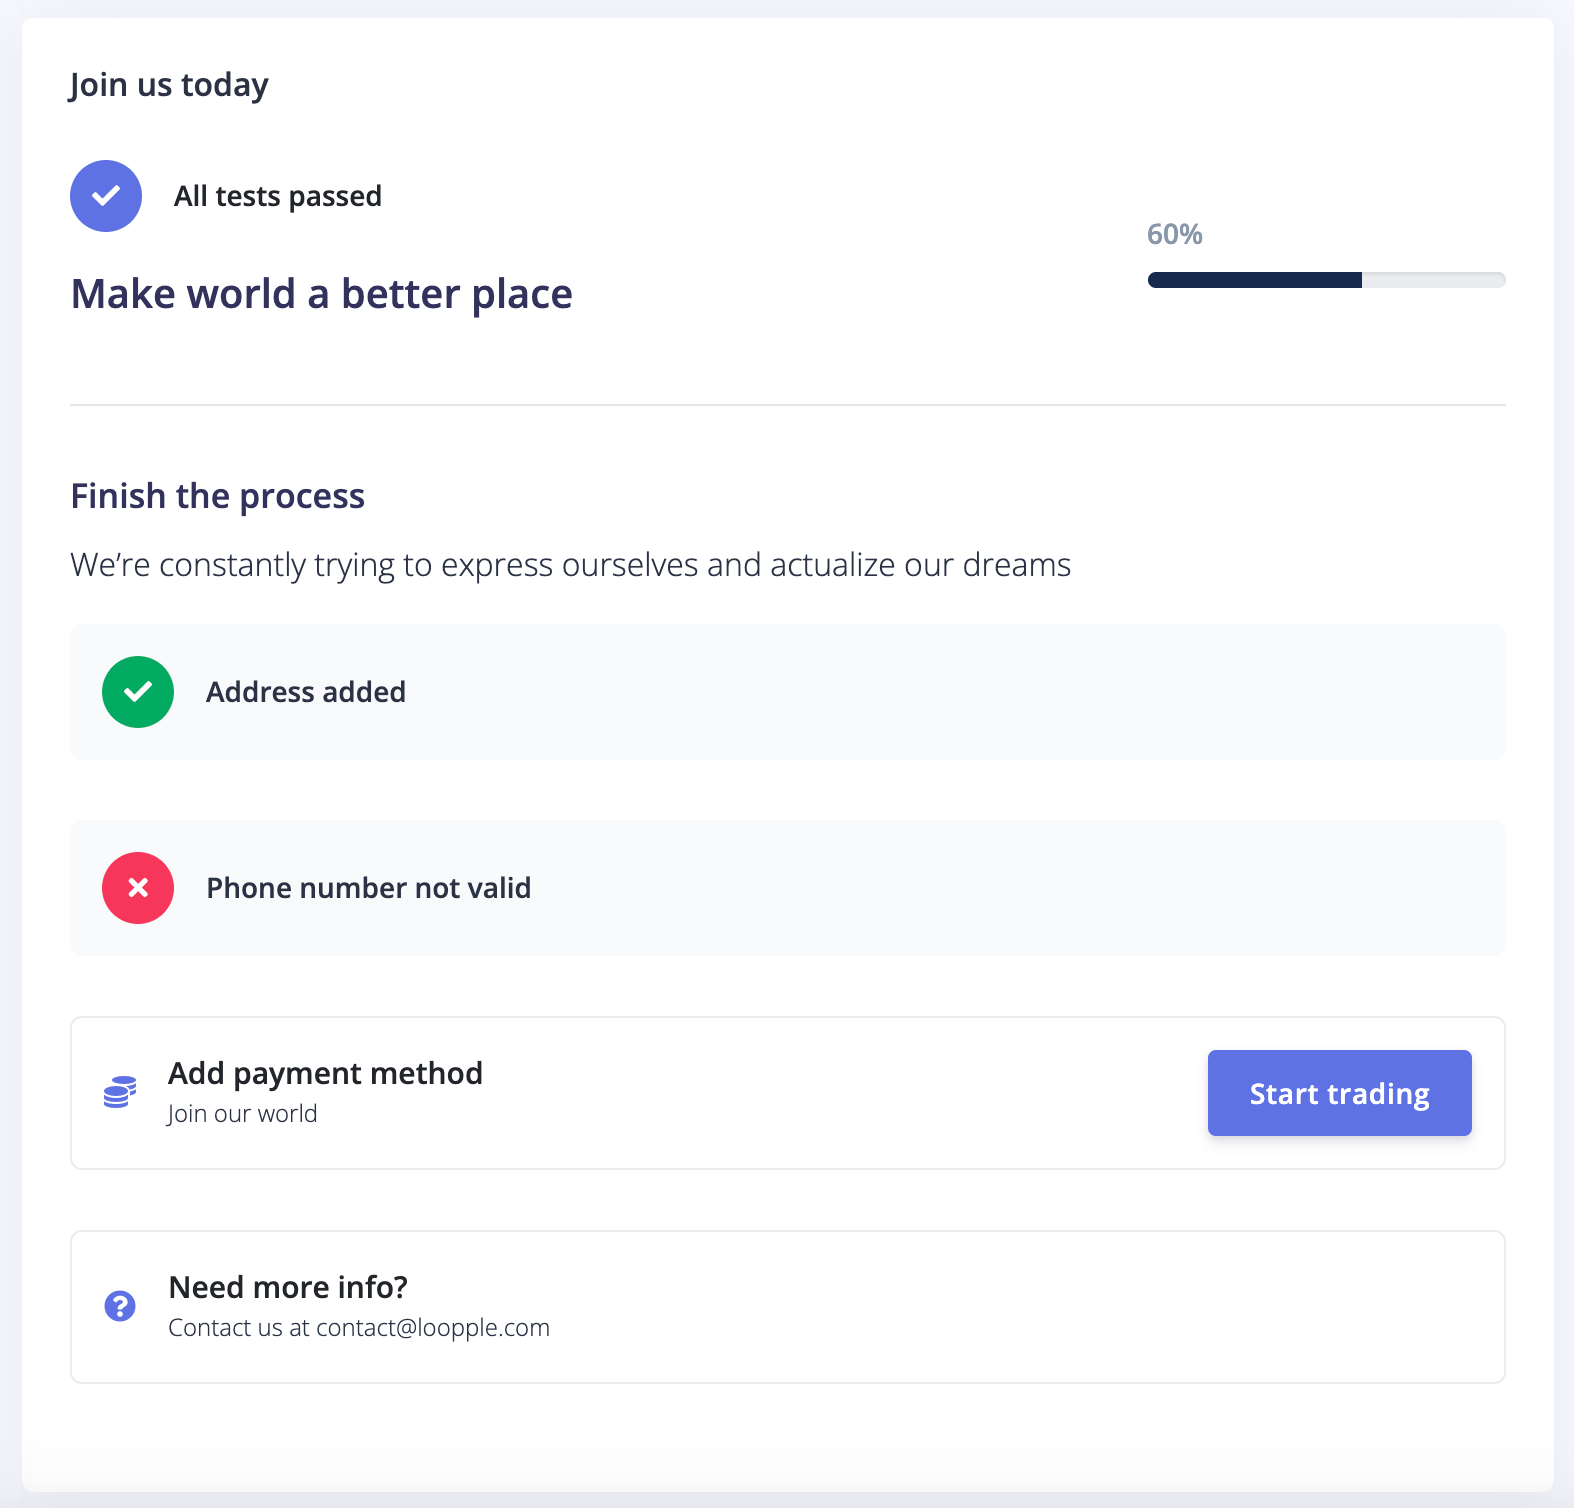 Join us today
All tests passed
60%
Make world a better place
Finish the process
We’re constantly trying to express ourselves and actualize our dreams
Address added
Phone number not valid
Add payment method
Join our world
Start trading
Need more info?
Contact us at contact@loopple.com